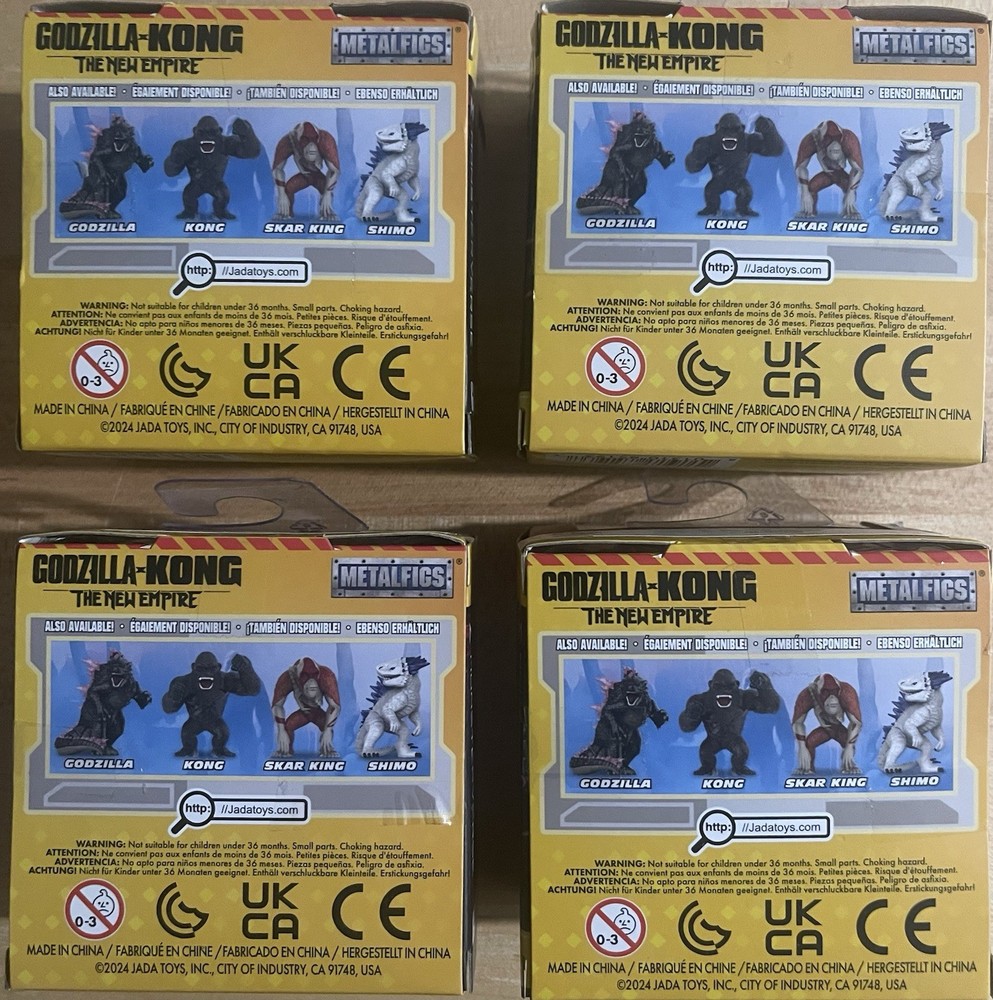 GODZILLA × KONG
THE NEW EMPIRE
METALFIGS®
ALSO AVAILABLE! • ÉGAIEMENT DISPONIBLE! • ¡TAMBIÉN DISPONIBLE! • EBENSO ERHÄLTLICH
GODZILLA KONG SKAR KING SHIMO
http: //Jadatoys.com
WARNING: Not suitable for children under 36 months. Small parts. Choking hazard.
ATTENTION: Ne convient pas aux enfants de moins de 36 mois. Petites pièces. Risque d'étouffement.
ADVERTENCIA: No apto para niños menores de 36 meses. Piezas pequeñas. Peligro de asfixia.
ACHTUNG! Nicht für Kinder unter 36 Monaten geeignet. Enthält verschluckbare Kleinteile. Erstickungsgefahr!
0-3 UK CA CE
MADE IN CHINA / FABRIQUÉ EN CHINE / FABRICADO EN CHINA / HERGESTELLT IN CHINA
©2024 JADA TOYS, INC., CITY OF INDUSTRY, CA 91748, USA
GODZILLA × KONG
THE NEW EMPIRE
METALFIGS®
ALSO AVAILABLE! • ÉGAIEMENT DISPONIBLE! • ¡TAMBIÉN DISPONIBLE! • EBENSO ERHÄLTLICH
GODZILLA KONG SKAR KING SHIMO
http: //Jadatoys.com
WARNING: Not suitable for children under 36 months. Small parts. Choking hazard.
ATTENTION: Ne convient pas aux enfants de moins de 36 mois. Petites pièces. Risque d'étouffement.
ADVERTENCIA: No apto para niños menores de 36 meses. Piezas pequeñas. Peligro de asfixia.
ACHTUNG! Nicht für Kinder unter 36 Monaten geeignet. Enthält verschluckbare Kleinteile. Erstickungsgefahr!
0-3 UK CA CE
MADE IN CHINA / FABRIQUÉ EN CHINE / FABRICADO EN CHINA / HERGESTELLT IN CHINA
©2024 JADA TOYS, INC., CITY OF INDUSTRY, CA 91748, USA
GODZILLA × KONG
THE NEW EMPIRE
METALFIGS®
ALSO AVAILABLE! • ÉGAIEMENT DISPONIBLE! • ¡TAMBIÉN DISPONIBLE! • EBENSO ERHÄLTLICH
GODZILLA KONG SKAR KING SHIMO
http: //Jadatoys.com
WARNING: Not suitable for children under 36 months. Small parts. Choking hazard.
ATTENTION: Ne convient pas aux enfants de moins de 36 mois. Petites pièces. Risque d'étouffement.
ADVERTENCIA: No apto para niños menores de 36 meses. Piezas pequeñas. Peligro de asfixia.
ACHTUNG! Nicht für Kinder unter 36 Monaten geeignet. Enthält verschluckbare Kleinteile. Erstickungsgefahr!
0-3 UK CA CE
MADE IN CHINA / FABRIQUÉ EN CHINE / FABRICADO EN CHINA / HERGESTELLT IN CHINA
©2024 JADA TOYS, INC., CITY OF INDUSTRY, CA 91748, USA
GODZILLA × KONG
THE NEW EMPIRE
METALFIGS®
ALSO AVAILABLE! • ÉGAIEMENT DISPONIBLE! • ¡TAMBIÉN DISPONIBLE! • EBENSO ERHÄLTLICH
GODZILLA KONG SKAR KING SHIMO
http: //Jadatoys.com
WARNING: Not suitable for children under 36 months. Small parts. Choking hazard.
ATTENTION: Ne convient pas aux enfants de moins de 36 mois. Petites pièces. Risque d'étouffement.
ADVERTENCIA: No apto para niños menores de 36 meses. Piezas pequeñas. Peligro de asfixia.
ACHTUNG! Nicht für Kinder unter 36 Monaten geeignet. Enthält verschluckbare Kleinteile. Erstickungsgefahr!
0-3 UK CA CE
MADE IN CHINA / FABRIQUÉ EN CHINE / FABRICADO EN CHINA / HERGESTELLT IN CHINA
©2024 JADA TOYS, INC., CITY OF INDUSTRY, CA 91748, USA